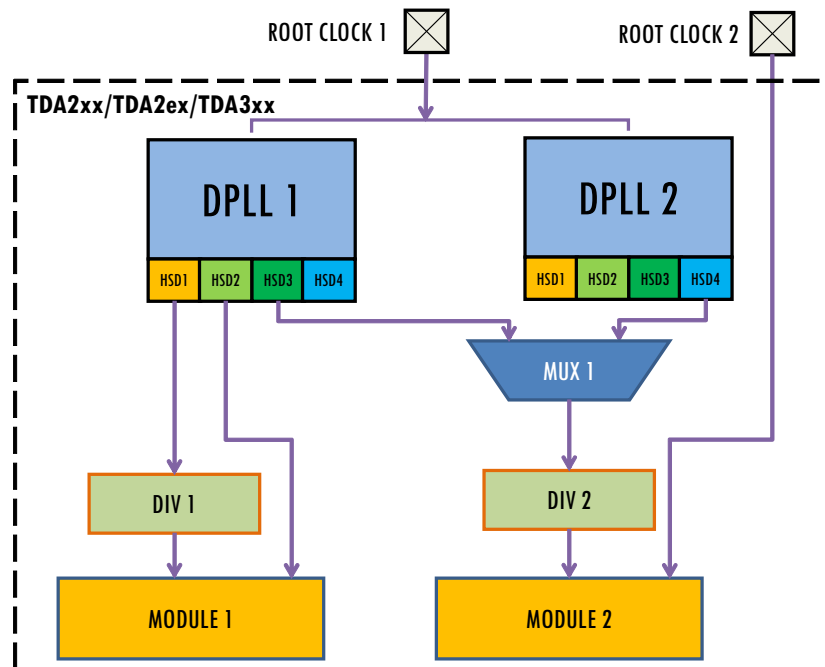 ROOT CLOCK 1
ROOT CLOCK 2
TDA2xx/TDA2ex/TDA3xx
DPLL 1
DPLL 2
HSD1 HSD2 HSD3 HSD4
HSD1 HSD2 HSD3 HSD4
MUX 1
DIV 1
DIV 2
MODULE 1
MODULE 2